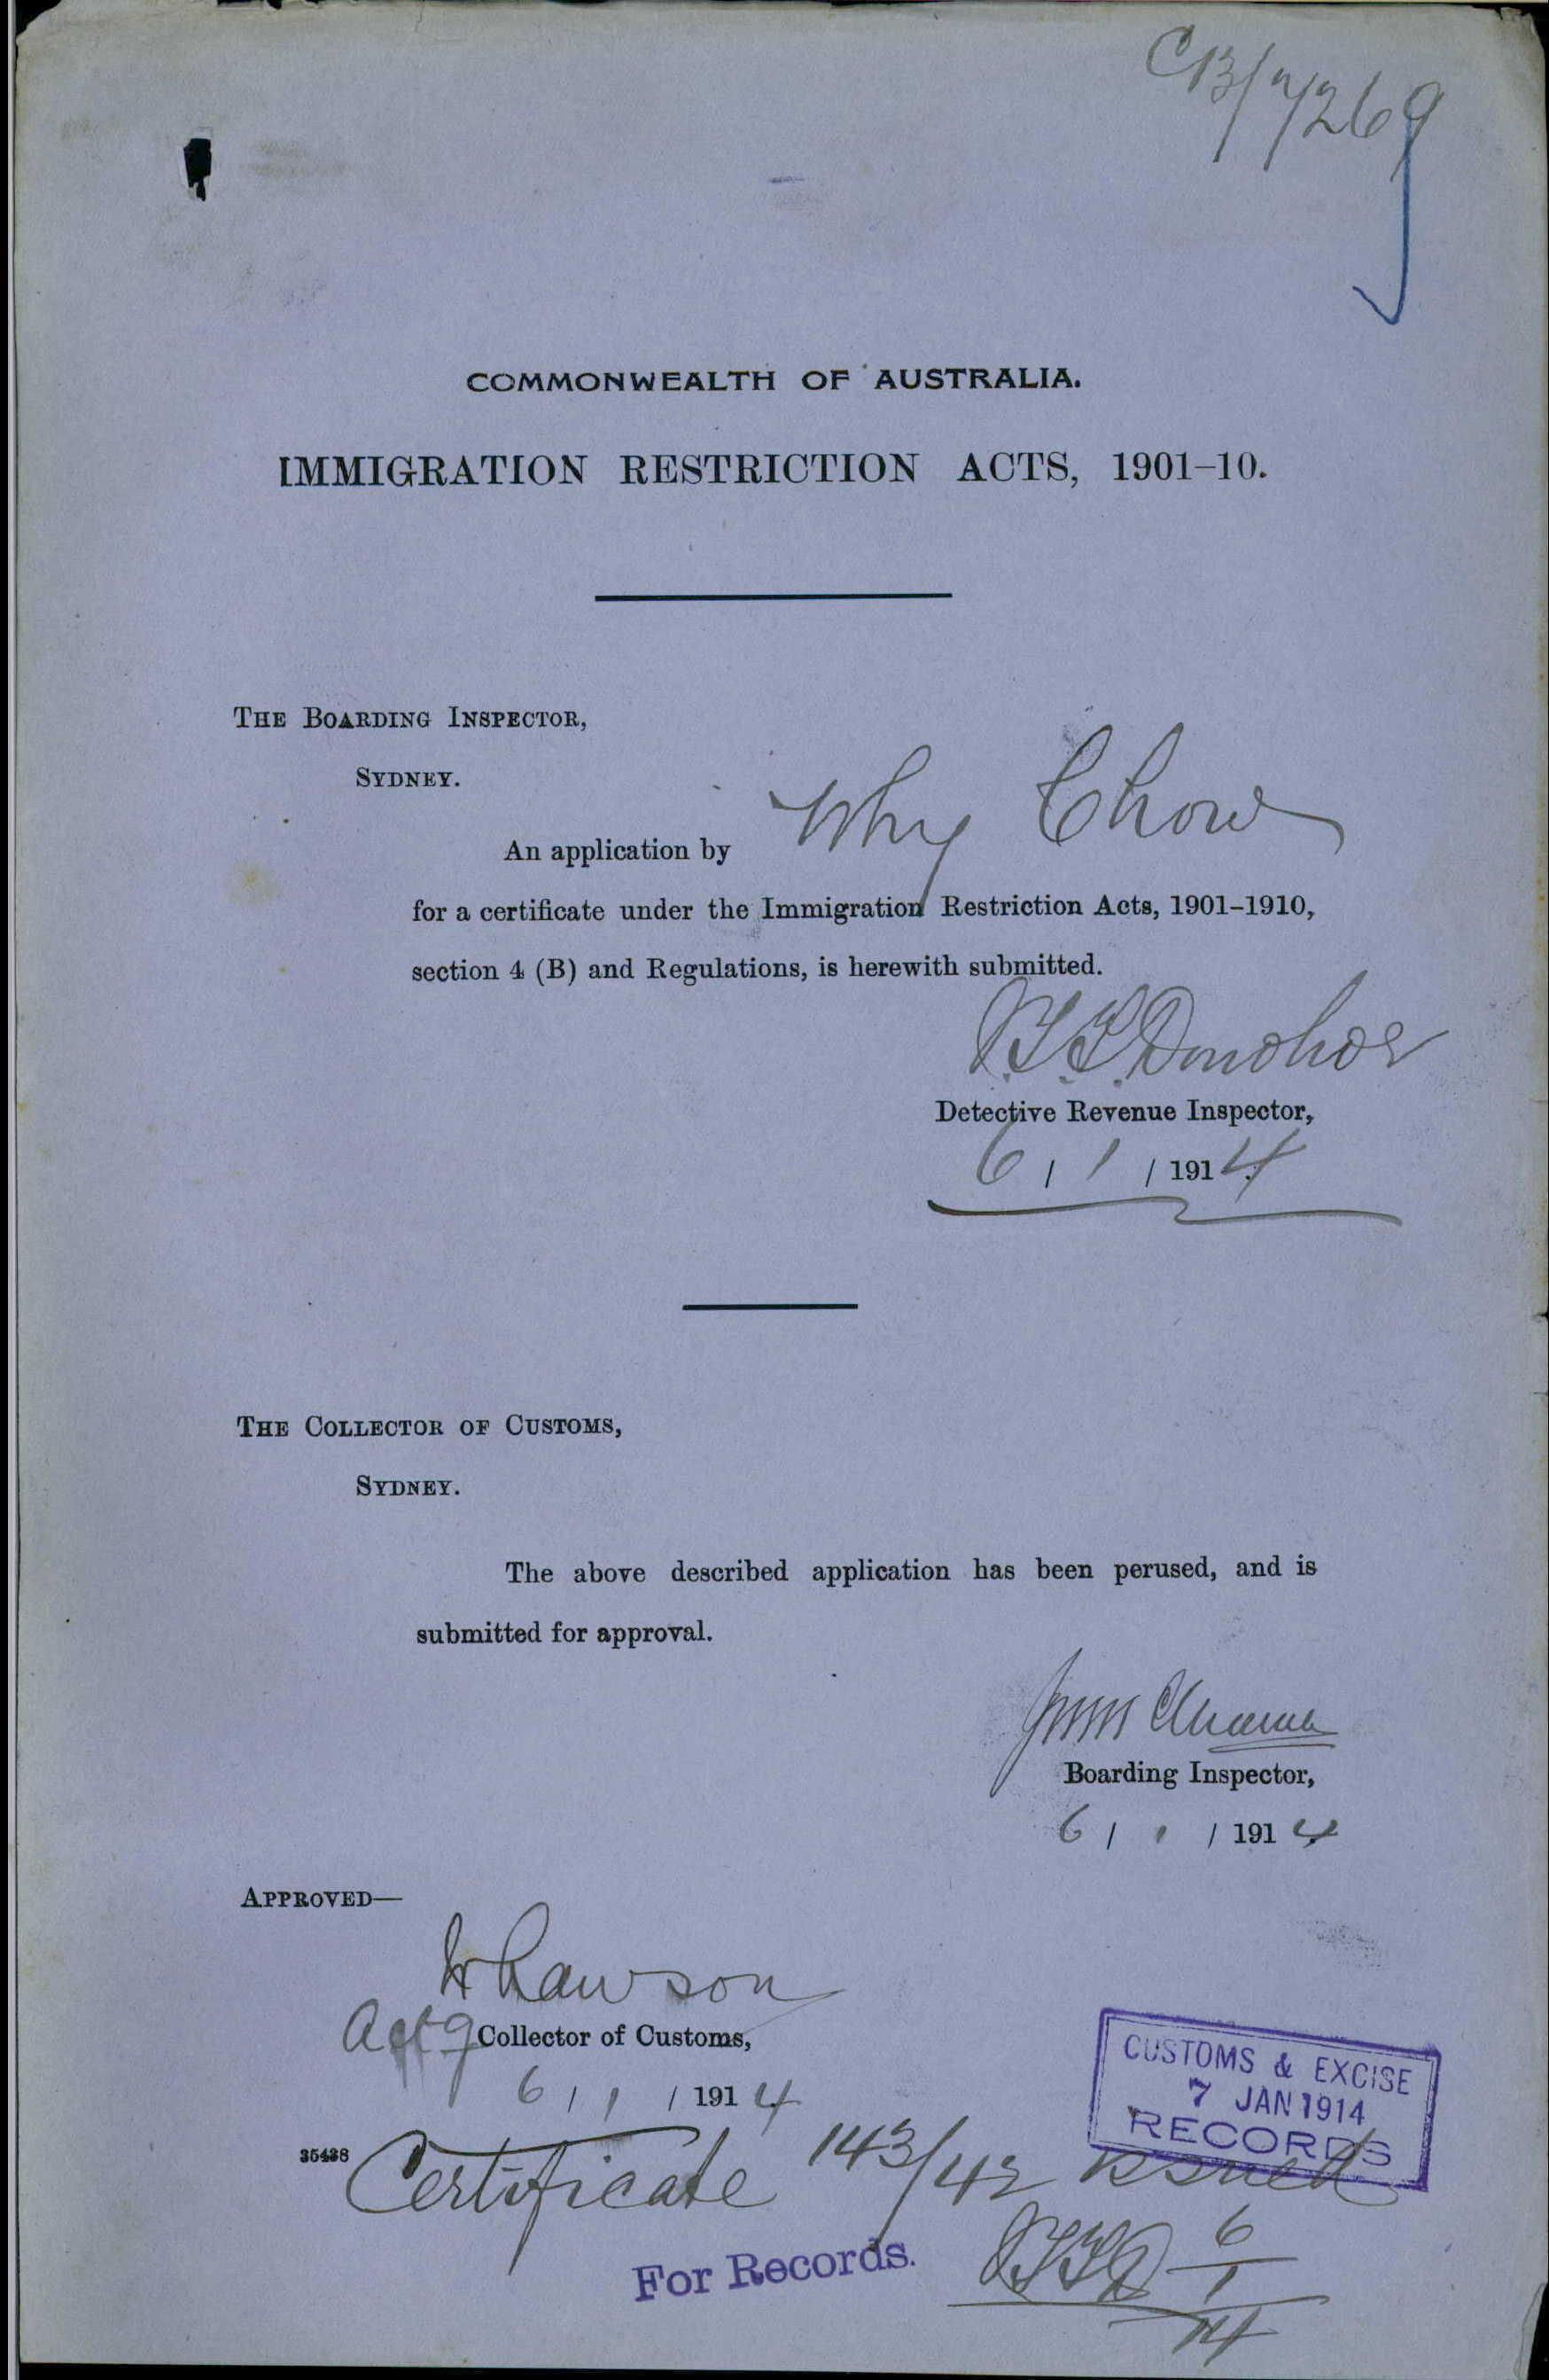 C13/7269
COMMONWEALTH OF AUSTRALIA.
IMMIGRATION RESTRICTION ACTS, 1901–10.
THE BOARDING INSPECTOR,
SYDNEY.
An application by Why Chow
for a certificate under the Immigration Restriction Acts, 1901–1910,
section 4 (B) and Regulations, is herewith submitted.
Donohoe
Detective Revenue Inspector,
6 / 1 / 1914.
THE COLLECTOR OF CUSTOMS,
SYDNEY.
The above described application has been perused, and is
submitted for approval.
Boarding Inspector,
6 / 1 / 1914
APPROVED—
Lawson
Actg Collector of Customs,
6 / 1 / 1914
CUSTOMS & EXCISE
7 JAN 1914
RECORDS
35438
Certificate 143/42 issued
For Records.
6/1/14